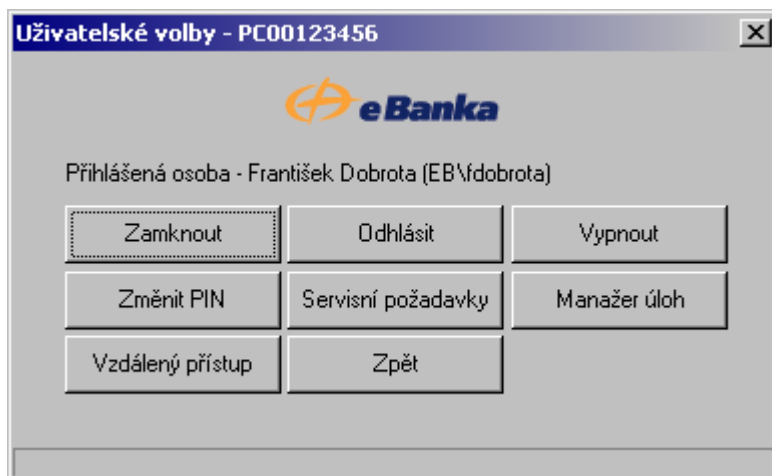 Uživatelské volby - PC00123456
eBanka
Přihlášená osoba - František Dobrota (EB\fdobrota)
Zamknout Odhlásit Vypnout
Změnit PIN Servisní požadavky Manažer úloh
Vzdálený přístup Zpět